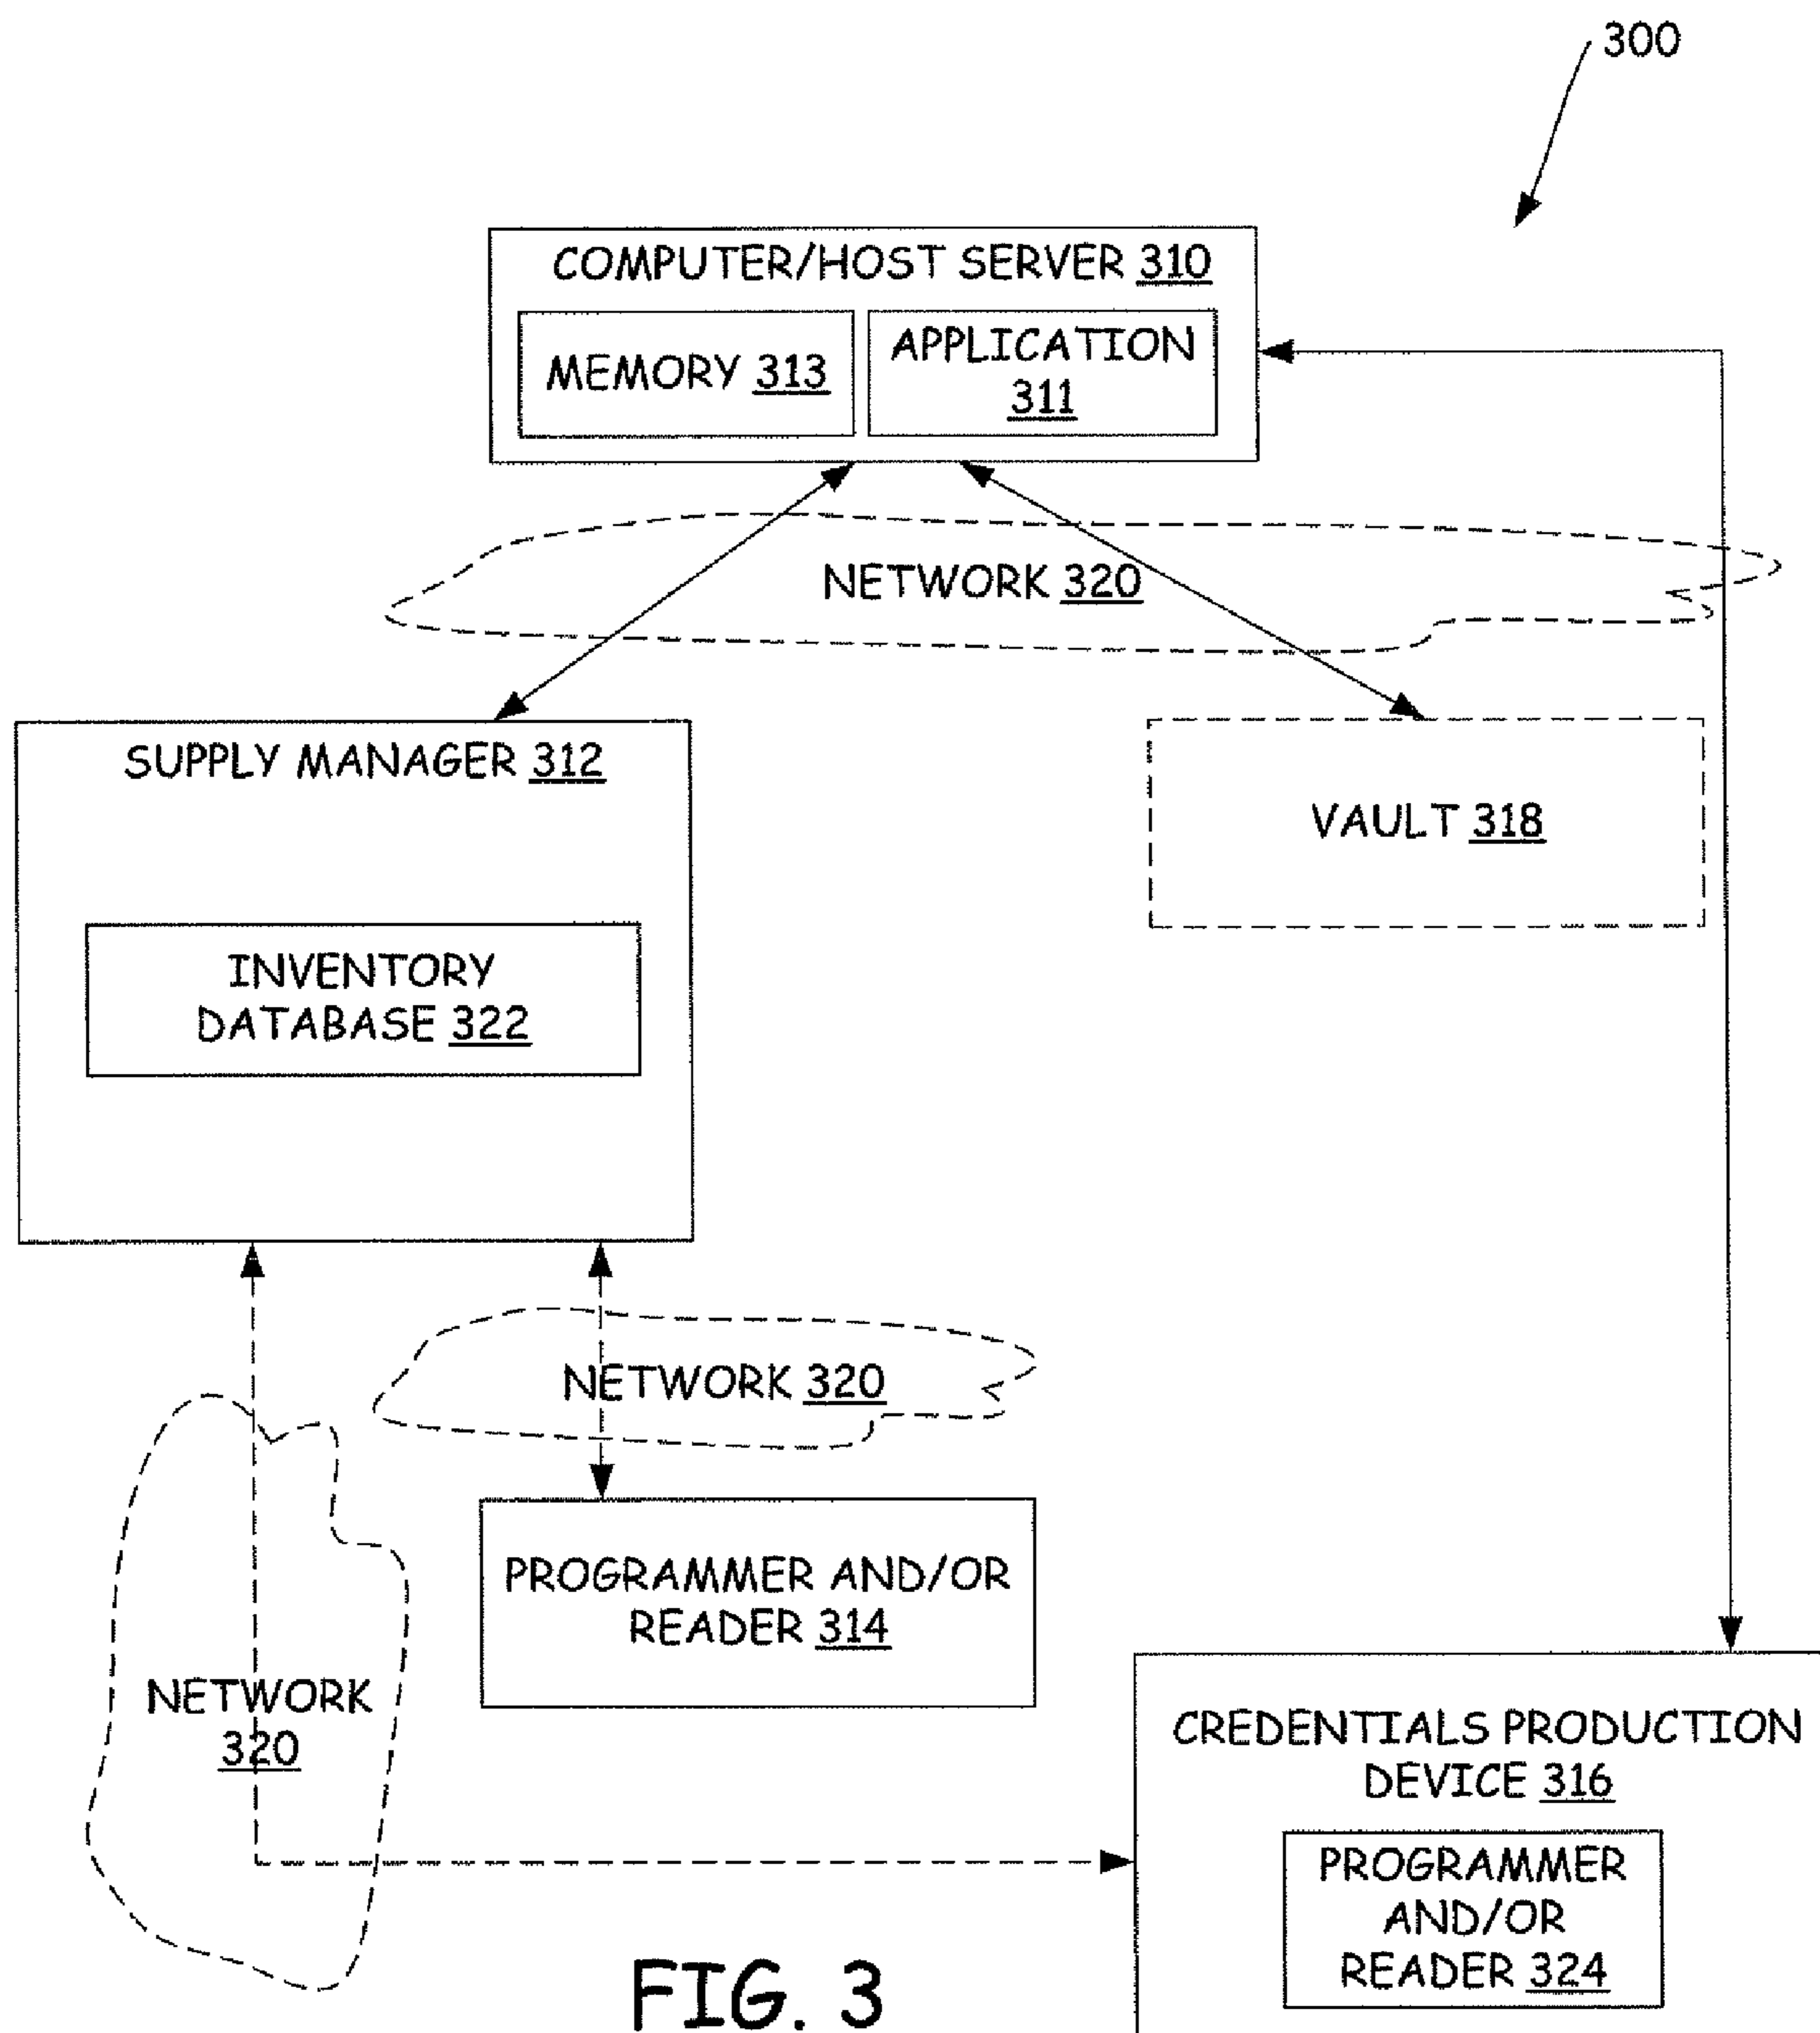 300
COMPUTER/HOST SERVER 310
MEMORY 313
APPLICATION
311
NETWORK 320
SUPPLY MANAGER 312
VAULT 318
INVENTORY
DATABASE 322
NETWORK 320
PROGRAMMER AND/OR
READER 314
NETWORK
320
CREDENTIALS PRODUCTION
DEVICE 316
PROGRAMMER
AND/OR
READER 324
FIG. 3